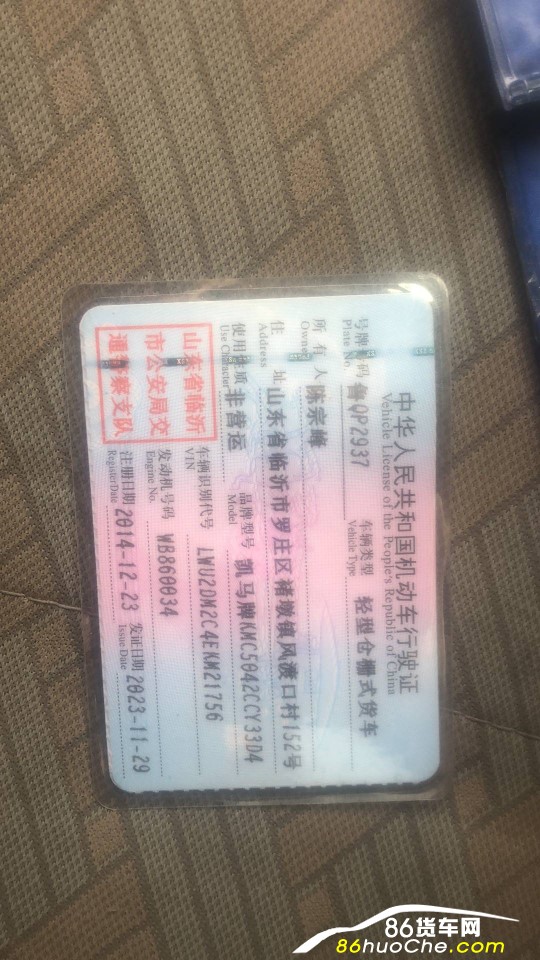 中华人民共和国机动车行驶证
Vehicle License of the People's Republic of China
号牌号码 鲁QP2937 车辆类型 轻型仓栅式货车
Plate No. Vehicle Type
所有人 陈宗峰
Owner
住址 山东省临沂市罗庄区褚墩镇风渡口村152号
Address
使用性质 非营运 品牌型号 凯马牌KMC5042CCY33D4
Use Character Model
山东省临沂
市公安局交
通警察支队
车辆识别代号 LWU2DM2C4EKM21756
VIN
发动机号码 WB860034
Engine No.
注册日期 2014-12-23 发证日期 2023-11-29
Register Date Issue Date
86货车网
86huoChe.com